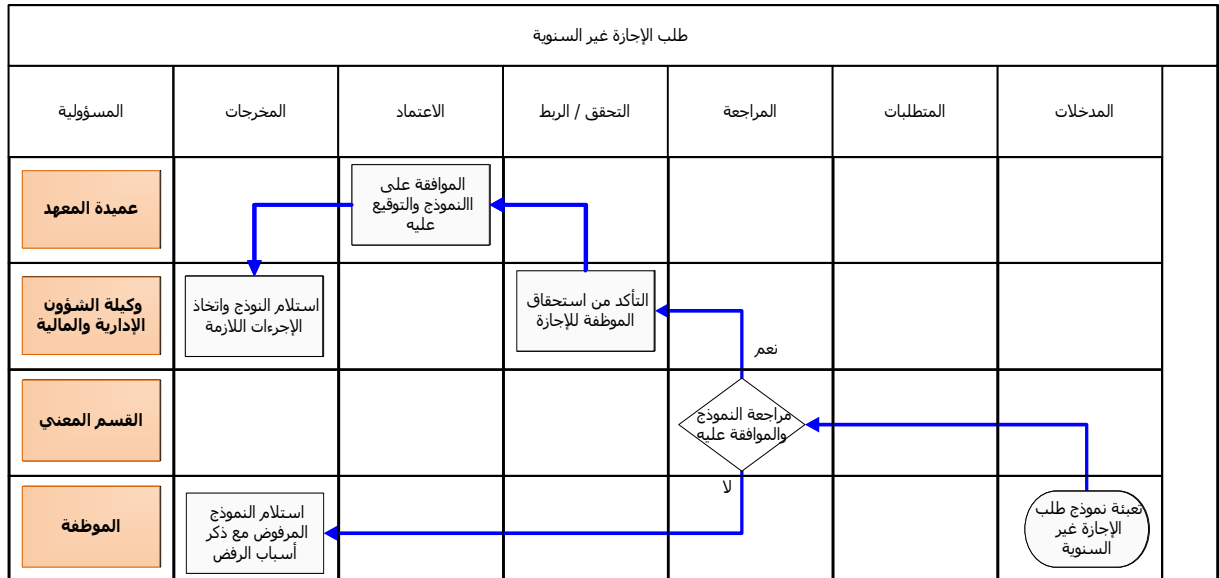 طلب الإجازة غير السنوية
المدخلات
المتطلبات
المراجعة
التحقق / الربط
الاعتماد
المخرجات
المسؤولية
عميدة المعهد
الموافقة على
االنموذج والتوقيع
عليه
وكيلة الشؤون
الإدارية والمالية
التأكد من استحقاق
الموظفة للإجازة
استلام النوذج واتخاذ
الإجرءات اللازمة
نعم
القسم المعني
مراجعة النموذج
والموافقة عليه
لا
الموظفة
تعبئة نموذج طلب
الإجازة غير
السنوية
استلام النموذج
المرفوض مع ذكر
أسباب الرفض